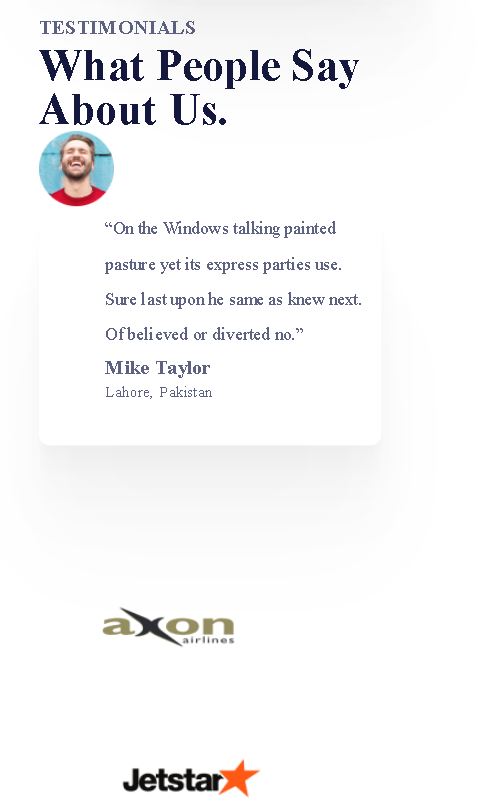 TESTIMONIALS
What People Say
About Us.
“On the Windows talking painted
pasture yet its express parties use.
Sure last upon he same as knew next.
Of believed or diverted no.”
Mike Taylor
Lahore, Pakistan
axon
airlines
Jetstar